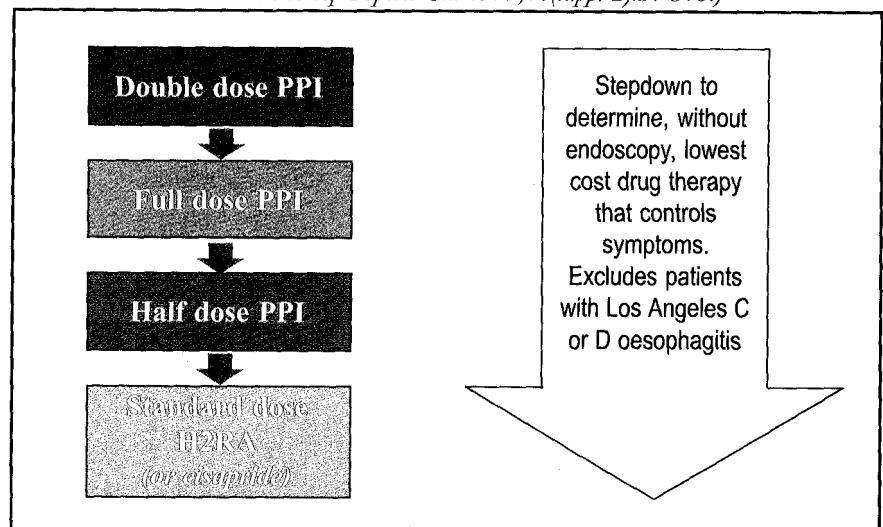 Double dose PPI
Full dose PPI
Half dose PPI
Standand dose
H2RA
(or cisapride)
Stepdown to
determine, without
endoscopy, lowest
cost drug therapy
that controls
symptoms.
Excludes patients
with Los Angeles C
or D oesophagitis